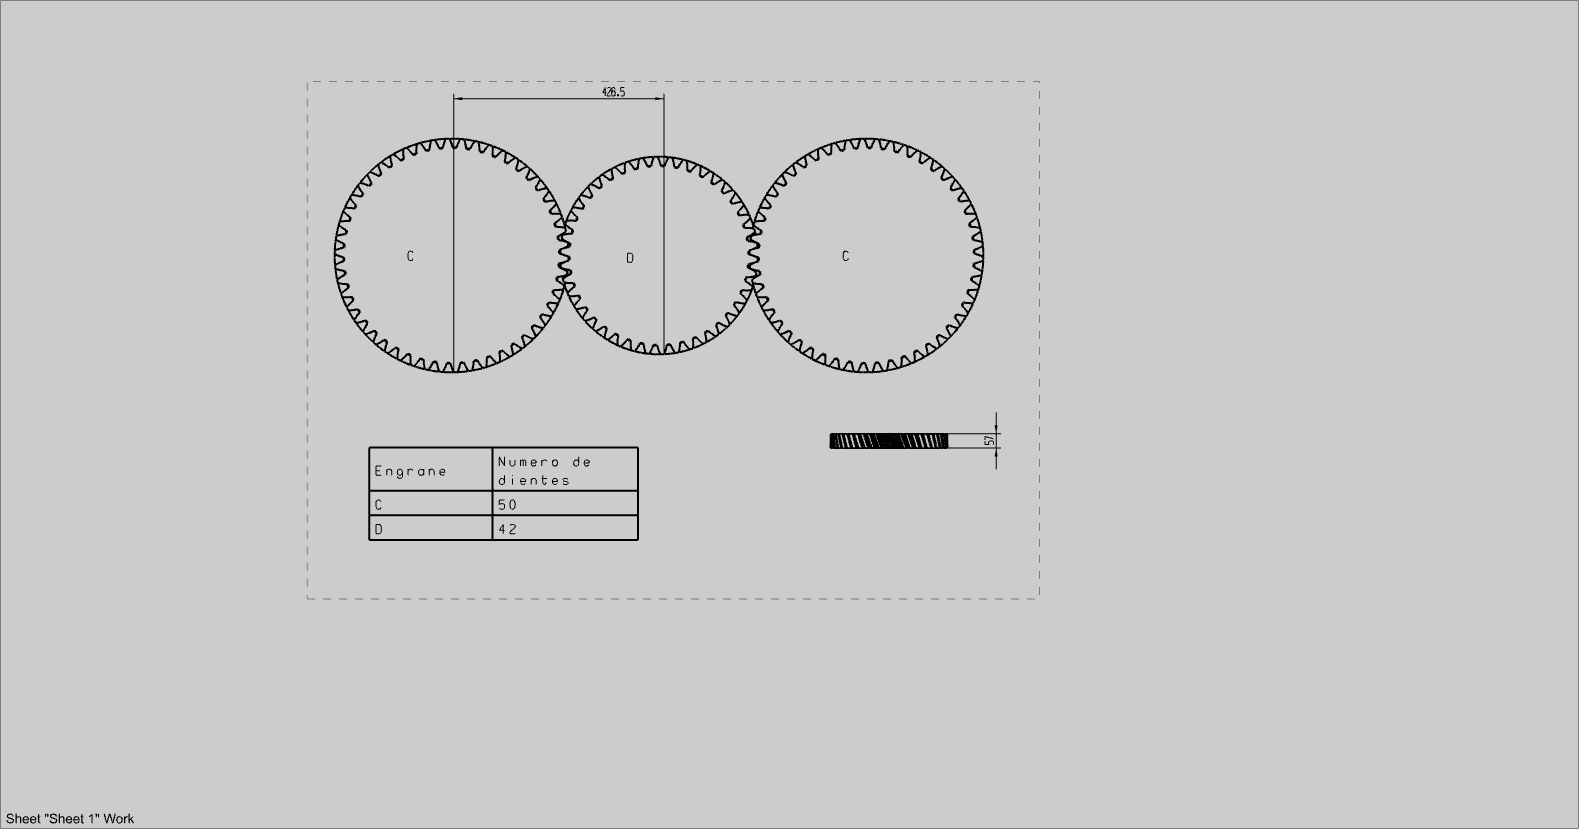 426.5
C
D
C
57
Engrane
Numero de
dientes
C
50
D
42
Sheet "Sheet 1" Work